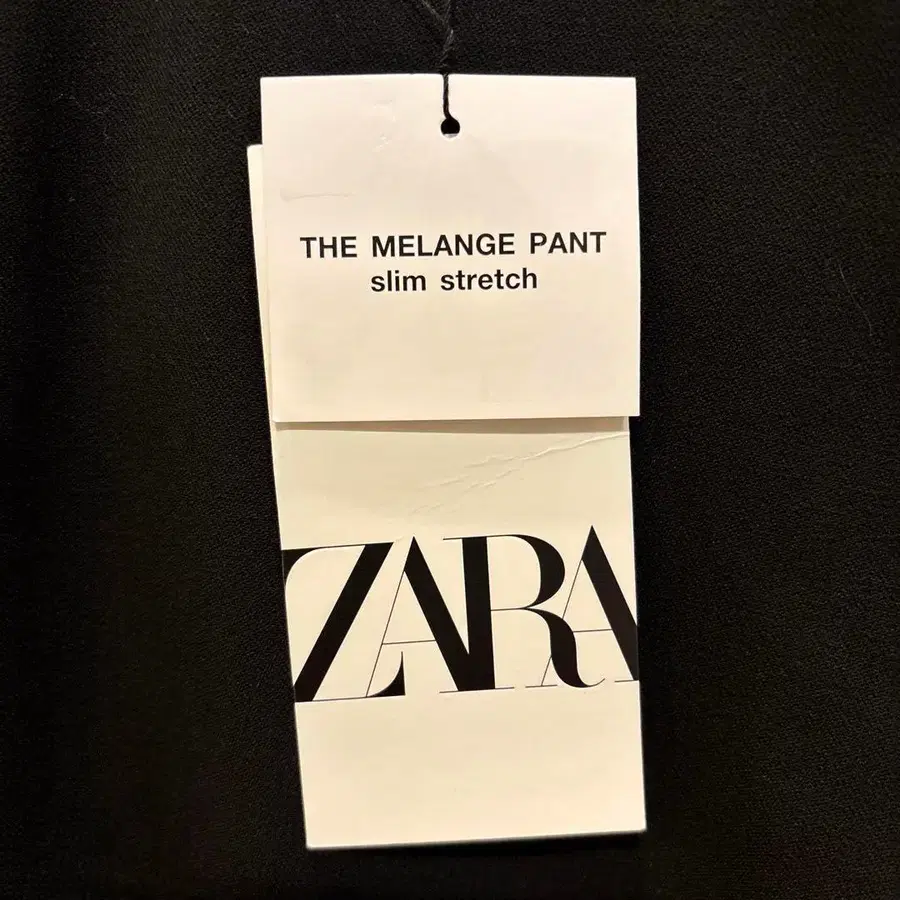 THE MELANGE PANT
slim stretch
ZARA